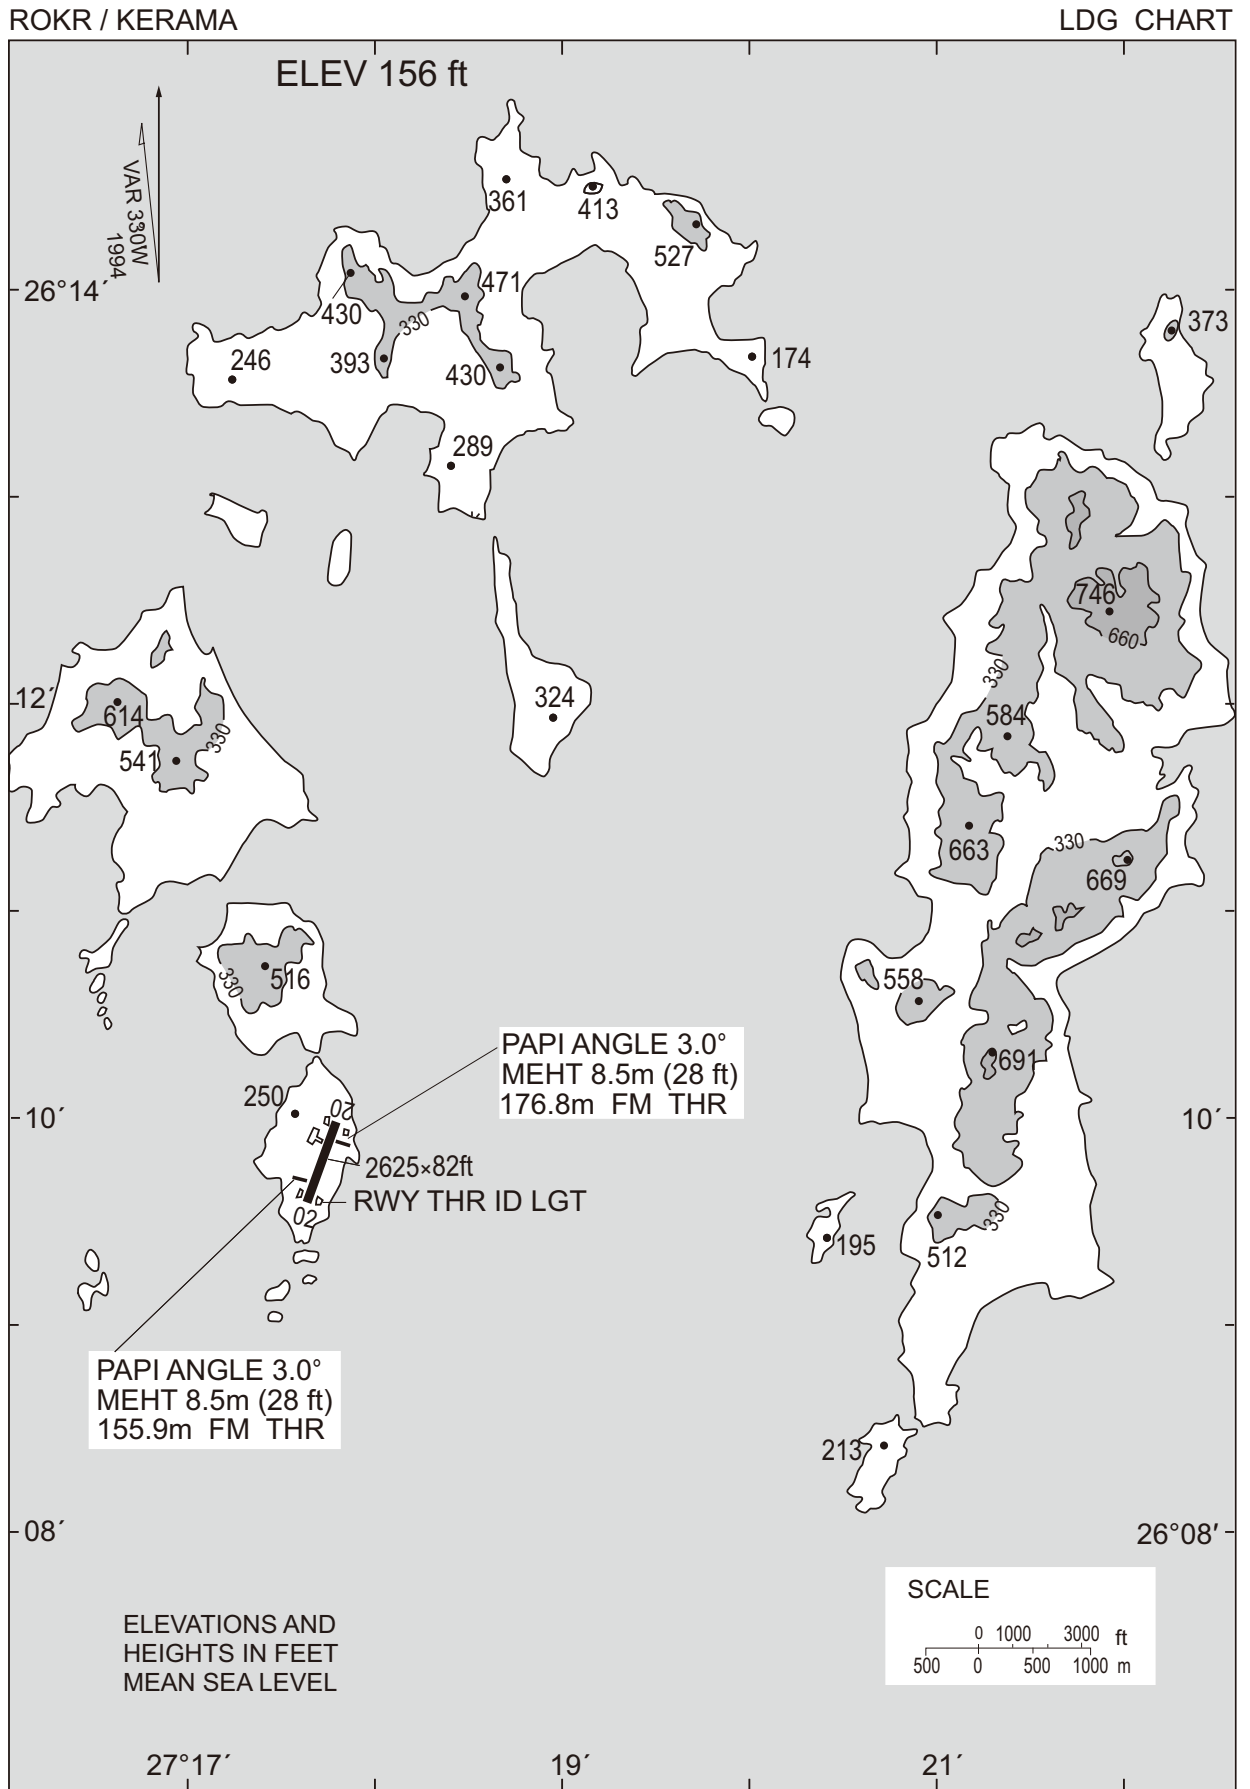 ROKR / KERAMA
LDG CHART
ELEV 156 ft
VAR 330W
1994
361
413
527
26°14´
430
471
330
393
430
246
174
373
289
746
660
330
12´
614
541
330
324
584
663
330
669
330
516
558
691
PAPI ANGLE 3.0°
MEHT 8.5m (28 ft)
176.8m FM THR
10´
250
20
2625×82ft
RWY THR ID LGT
02
10´
195
512
330
PAPI ANGLE 3.0°
MEHT 8.5m (28 ft)
155.9m FM THR
213
08´
26°08′
SCALE
0 1000 3000 ft
500 0 500 1000 m
ELEVATIONS AND
HEIGHTS IN FEET
MEAN SEA LEVEL
27°17´
19´
21´